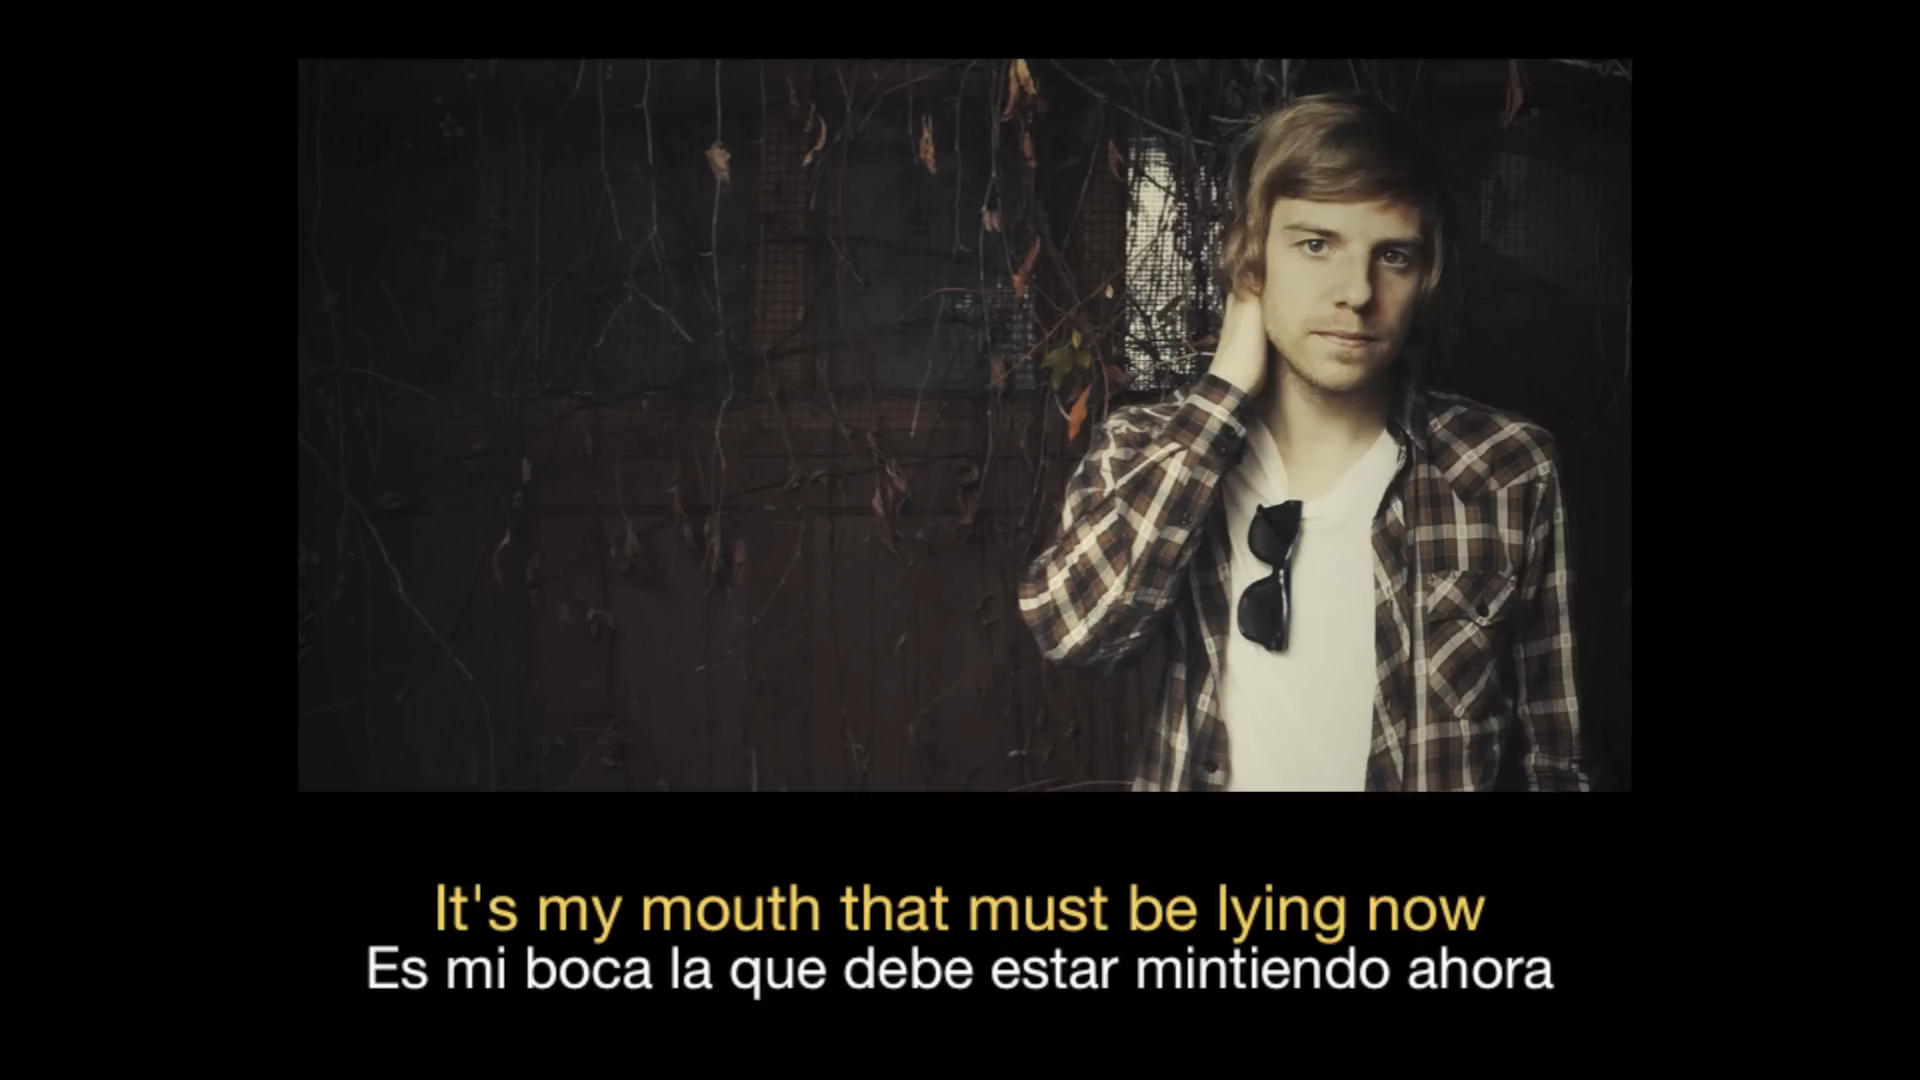 It's my mouth that must be lying now
Es mi boca la que debe estar mintiendo ahora